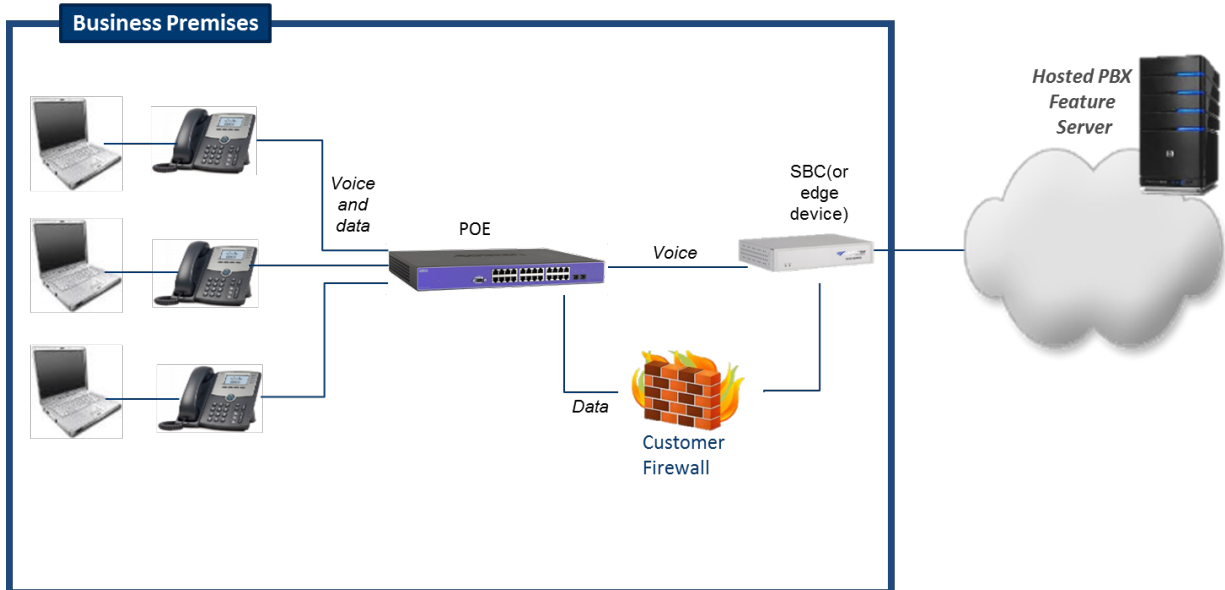 Business Premises
Hosted PBX
Feature
Server
SBC(or
edge
device)
Voice
and
data
POE
Voice
Data
Customer
Firewall